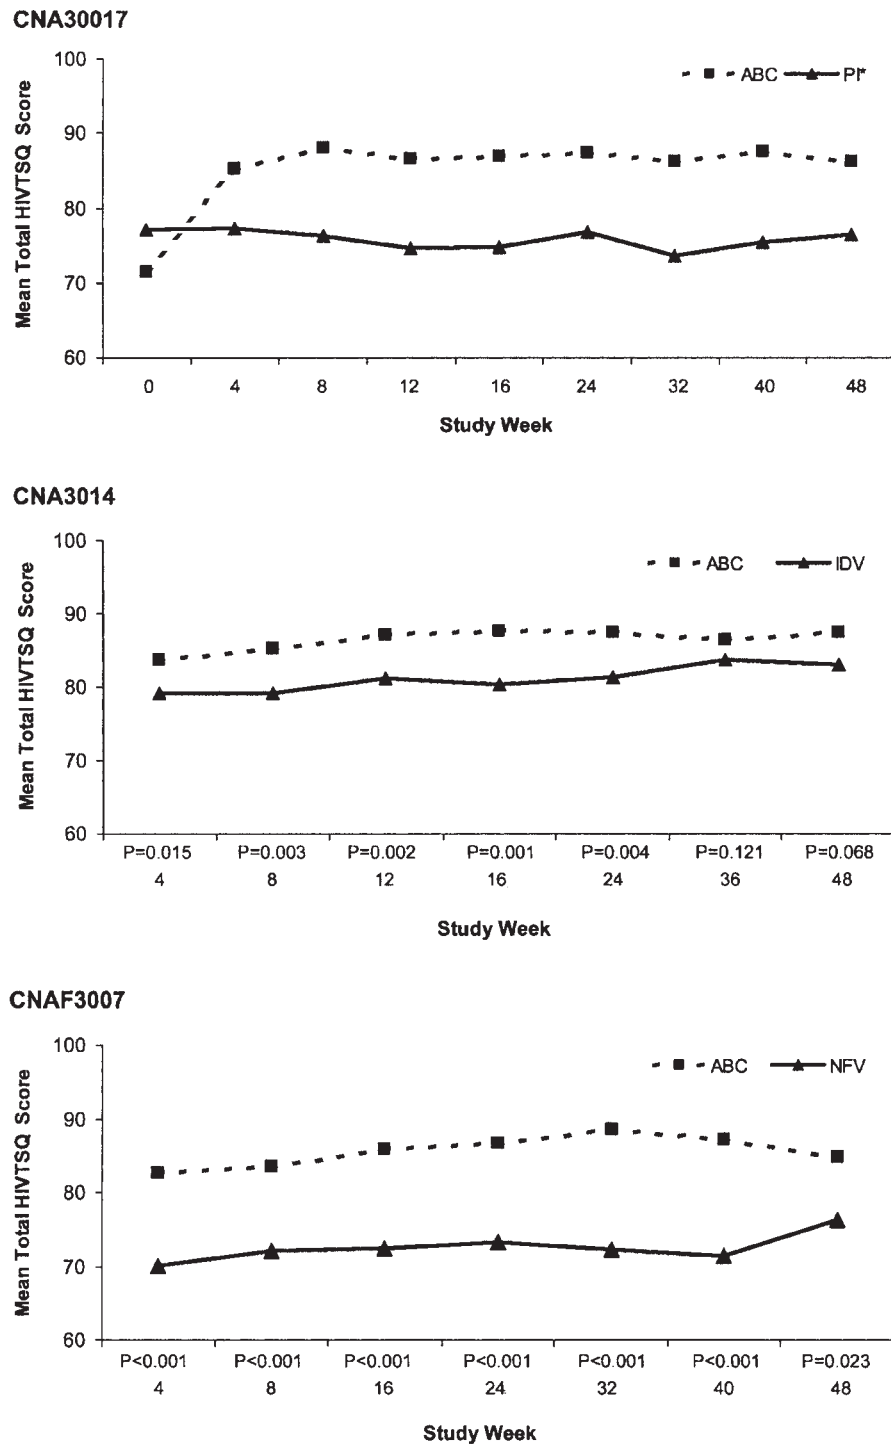 CNA30017
Mean Total HIVTSQ Score
100
90
80
70
60
ABC PI*
0 4 8 12 16 24 32 40 48
Study Week
CNA3014
Mean Total HIVTSQ Score
100
90
80
70
60
ABC IDV
P=0.015 P=0.003 P=0.002 P=0.001 P=0.004 P=0.121 P=0.068
4 8 12 16 24 36 48
Study Week
CNAF3007
Mean Total HIVTSQ Score
100
90
80
70
60
ABC NFV
P<0.001 P<0.001 P<0.001 P<0.001 P<0.001 P<0.001 P=0.023
4 8 16 24 32 40 48
Study Week